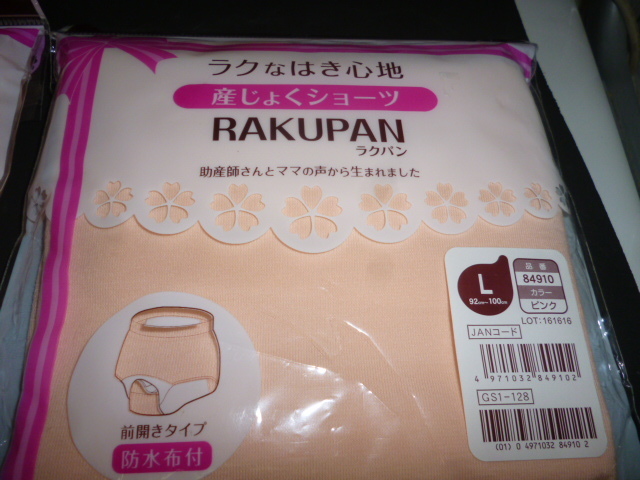 ラクなはき心地
産じょくショーツ
RAKUPAN
ラクパン
助産師さんとママの声から生まれました
L
92cm~100cm
品番
84910
カラー
ピンク
LOT:161616
JANコード
4 971032 849102
GS1-128
(01) 0 4971032 84910 2
前開きタイプ
防水布付